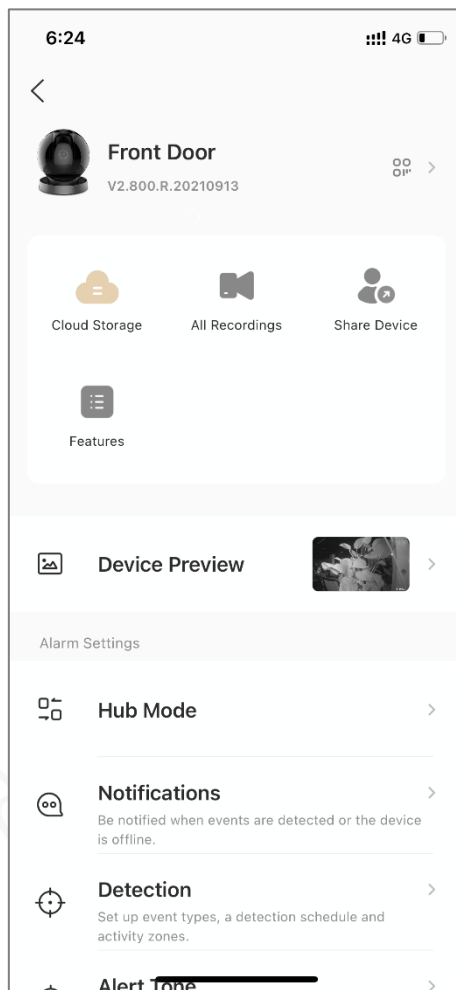 6:24
4G
Front Door
V2.800.R.20210913
Cloud Storage
All Recordings
Share Device
Features
Device Preview
Alarm Settings
Hub Mode
Notifications
Be notified when events are detected or the device
is offline.
Detection
Set up event types, a detection schedule and
activity zones.
Alert Tone